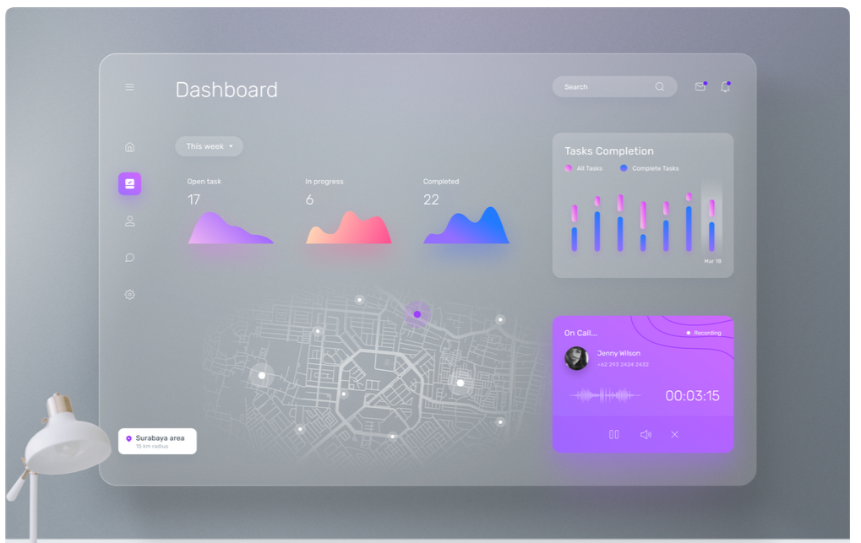 Dashboard
Search
This week
Open task
17
In progress
6
Completed
22
Tasks Completion
All Tasks
Complete Tasks
Mar 18
On Call...
Recording
Jenny Wilson
+62 293 2424 2432
00:03:15
Surabaya area
15 km radius